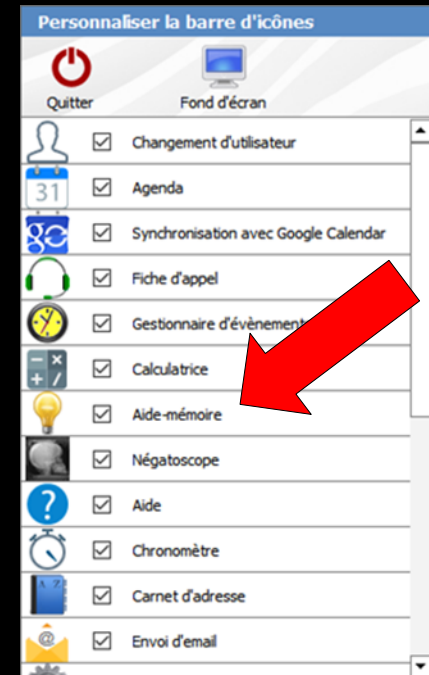 Personnaliser la barre d'icônes
Quitter
Fond d'écran
Changement d'utilisateur
31
Agenda
Synchronisation avec Google Calendar
Fiche d'appel
Gestionnaire d'évènement
Calculatrice
Aide-mémoire
Négatoscope
?
Aide
Chronomètre
Carnet d'adresse
@
Envoi d'email